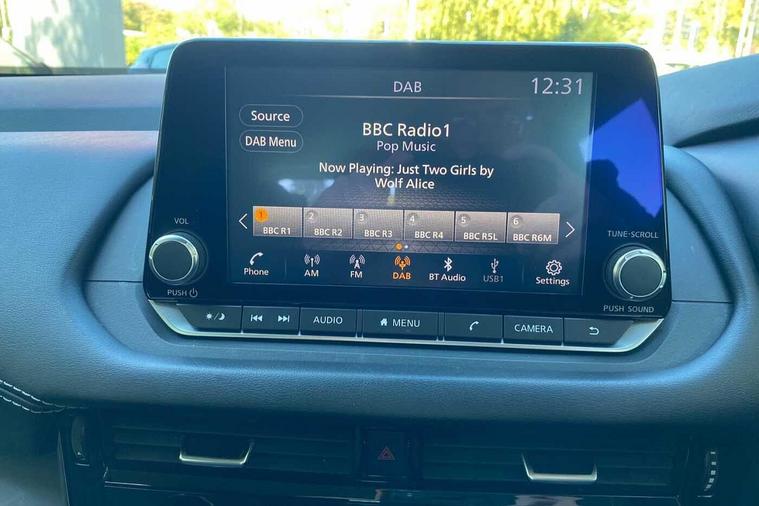 DAB
12:31
Source
DAB Menu
BBC Radio1
Pop Music
Now Playing: Just Two Girls by
Wolf Alice
1 2 3 4 5 6
BBC R1 BBC R2 BBC R3 BBC R4 BBC R5L BBC R6M
Phone AM FM DAB BT Audio USB1 Settings
VOL
PUSH
TUNE·SCROLL
PUSH SOUND
AUDIO MENU CAMERA
1